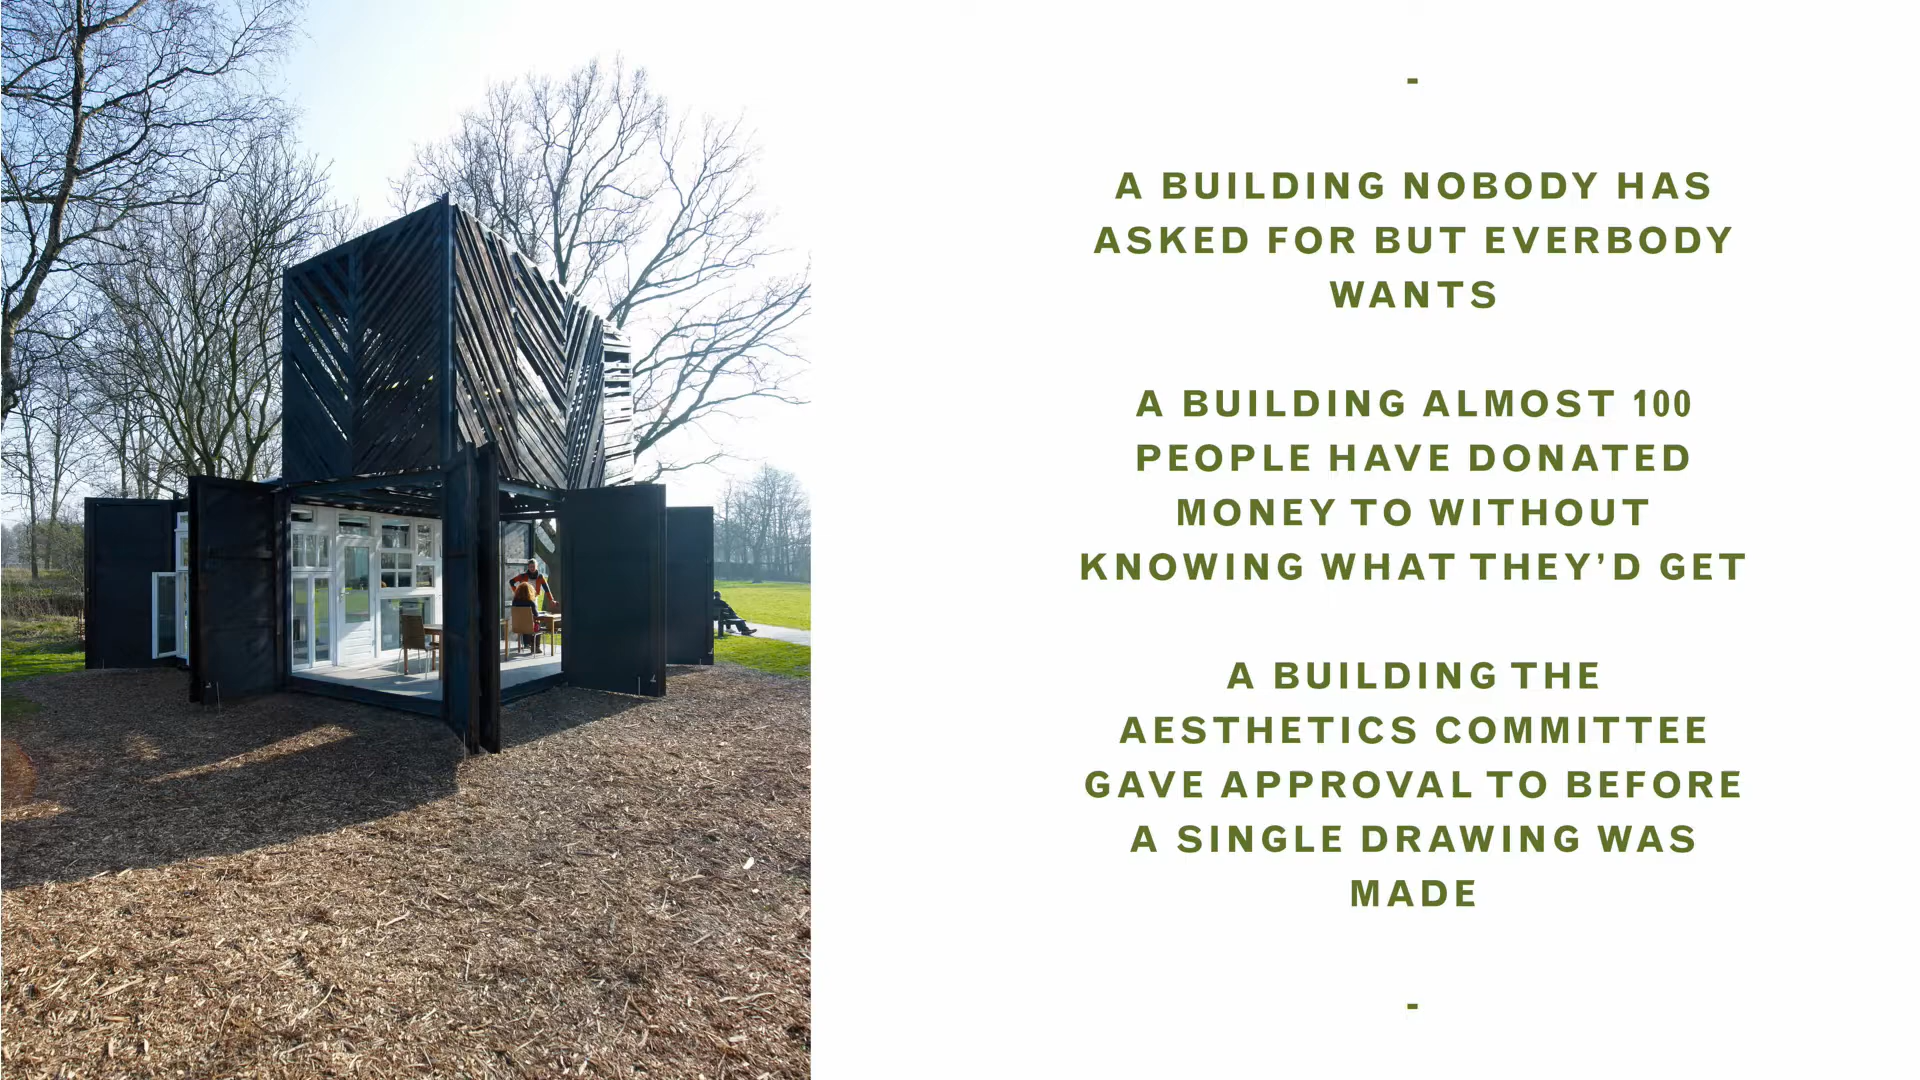 -
A BUILDING NOBODY HAS
ASKED FOR BUT EVERBODY
WANTS
A BUILDING ALMOST 100
PEOPLE HAVE DONATED
MONEY TO WITHOUT
KNOWING WHAT THEY’D GET
A BUILDING THE
AESTHETICS COMMITTEE
GAVE APPROVAL TO BEFORE
A SINGLE DRAWING WAS
MADE
-